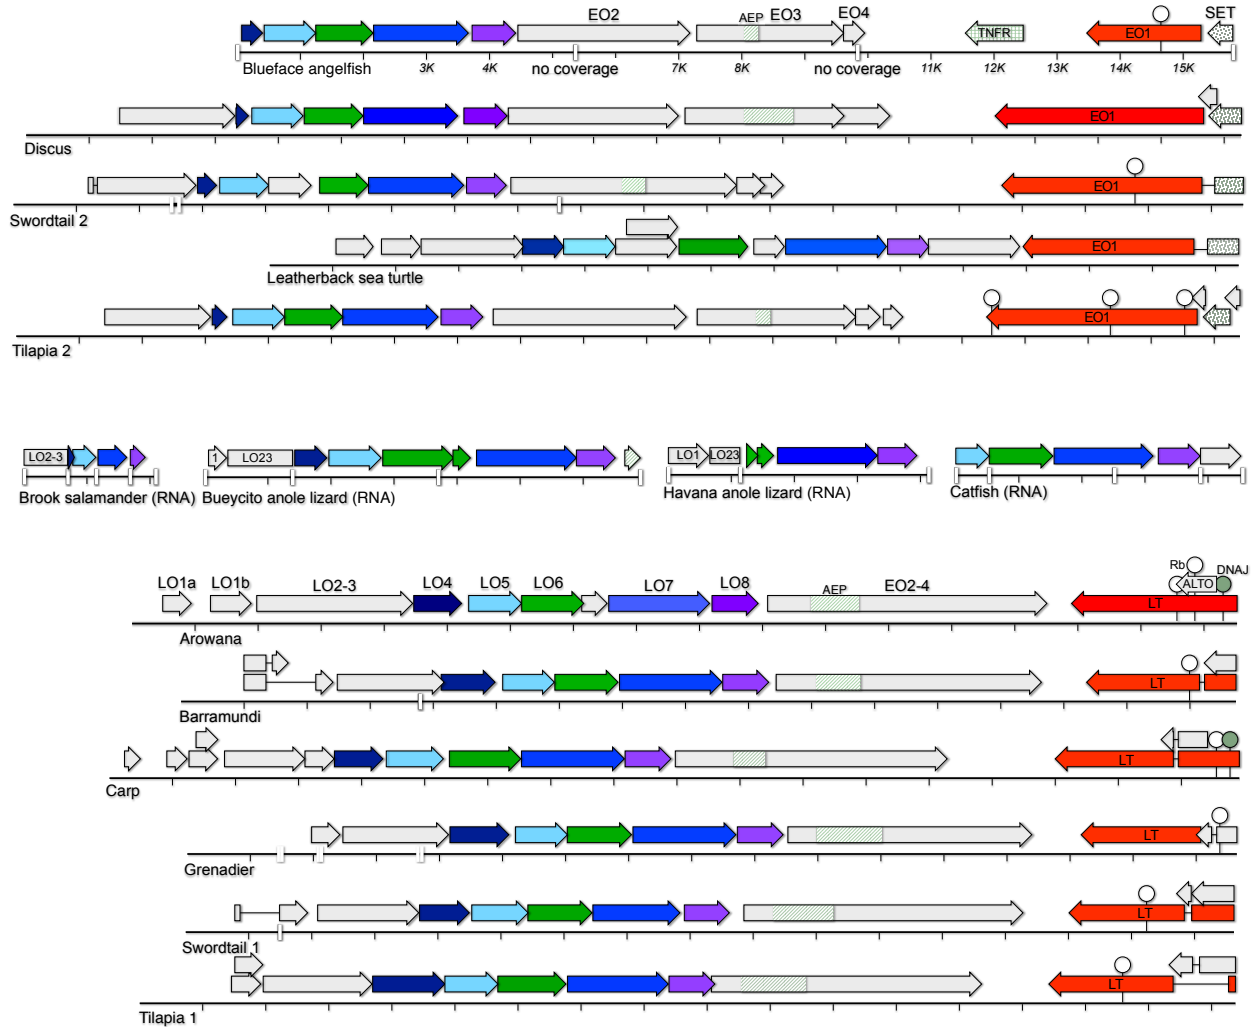 EO2 AEP EO3 EO4 SET
TNFR EO1
Blueface angelfish 3K 4K no coverage 7K 8K no coverage 11K 12K 13K 14K 15K
EO1
Discus
EO1
Swordtail 2
EO1
Leatherback sea turtle
EO1
Tilapia 2
LO2-3 1 LO23 LO1 LO23
Brook salamander (RNA) Bueycito anole lizard (RNA) Havana anole lizard (RNA) Catfish (RNA)
LO1a LO1b LO2-3 LO4 LO5 LO6 LO7 LO8 AEP EO2-4 Rb DNAJ
ALTO
LT
Arowana
LT
Barramundi
LT
Carp
LT
Grenadier
LT
Swordtail 1
LT
Tilapia 1